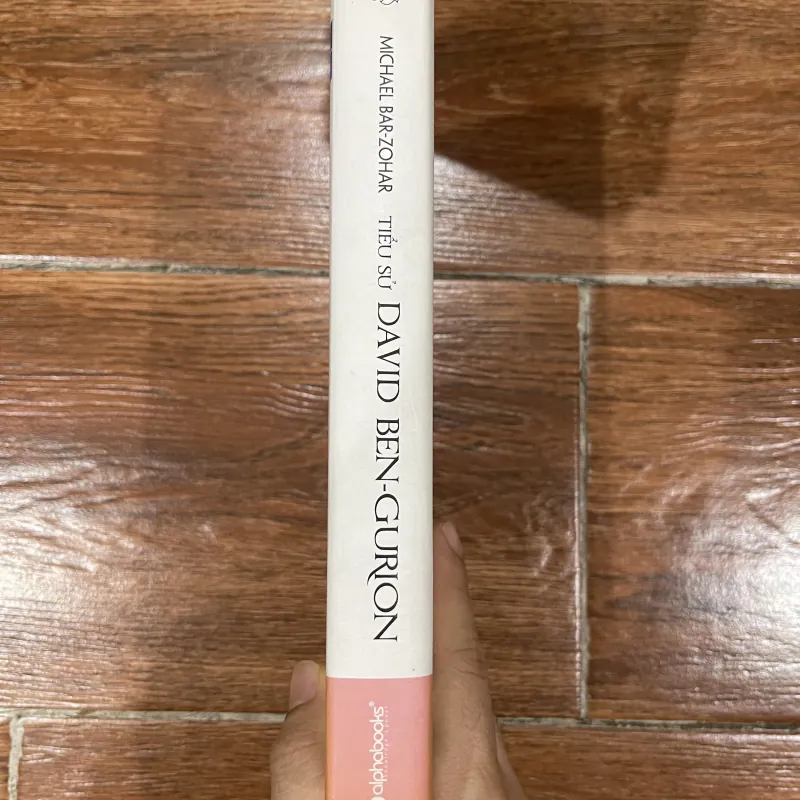 MICHAEL BAR-ZOHAR
TIỂU SỬ
DAVID BEN-GURION
alphabooks®